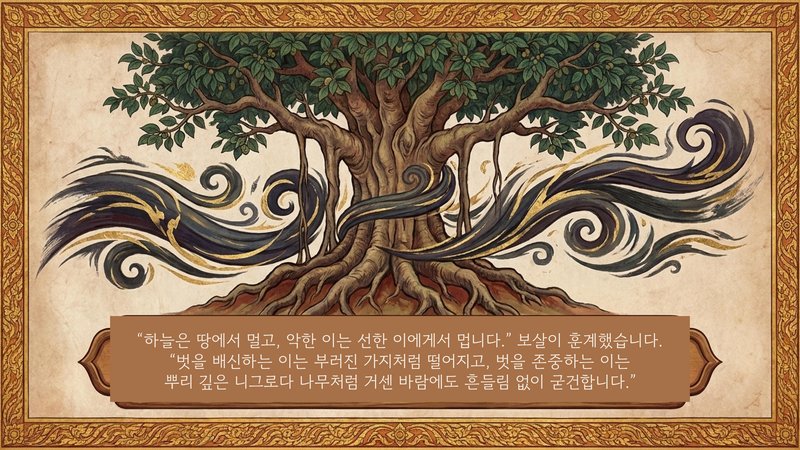 “하늘은 땅에서 멀고, 악한 이는 선한 이에게서 멉니다.” 보살이 훈계했습니다.
“벗을 배신하는 이는 부러진 가지처럼 떨어지고, 벗을 존중하는 이는
뿌리 깊은 니그로다 나무처럼 거센 바람에도 흔들림 없이 굳건합니다.”